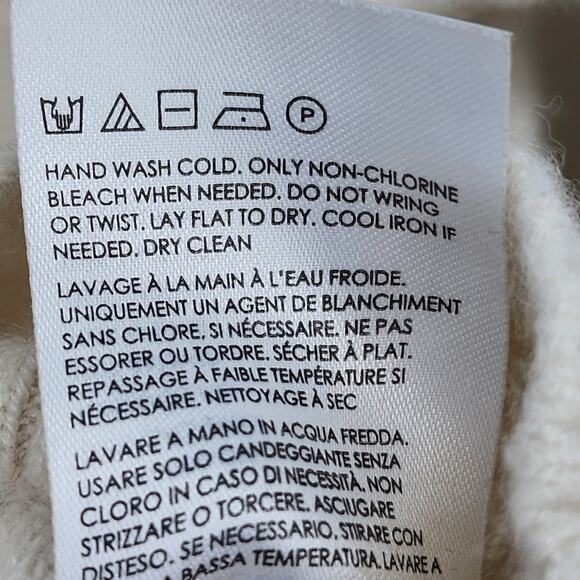 P
HAND WASH COLD. ONLY NON-CHLORINE
BLEACH WHEN NEEDED. DO NOT WRING
OR TWIST. LAY FLAT TO DRY. COOL IRON IF
NEEDED. DRY CLEAN
LAVAGE À LA MAIN À L'EAU FROIDE.
UNIQUEMENT UN AGENT DE BLANCHIMENT
SANS CHLORE, SI NÉCESSAIRE. NE PAS
ESSORER OU TORDRE. SÉCHER À PLAT.
REPASSAGE À FAIBLE TEMPÉRATURE SI
NÉCESSAIRE. NETTOYAGE À SEC
LAVARE A MANO IN ACQUA FREDDA.
USARE SOLO CANDEGGIANTE SENZA
CLORO IN CASO DI NECESSITÀ. NON
STRIZZARE O TORCERE. ASCIUGARE
DISTESO. SE NECESSARIO, STIRARE CON
BASSA TEMPERATURA. LAVARE A